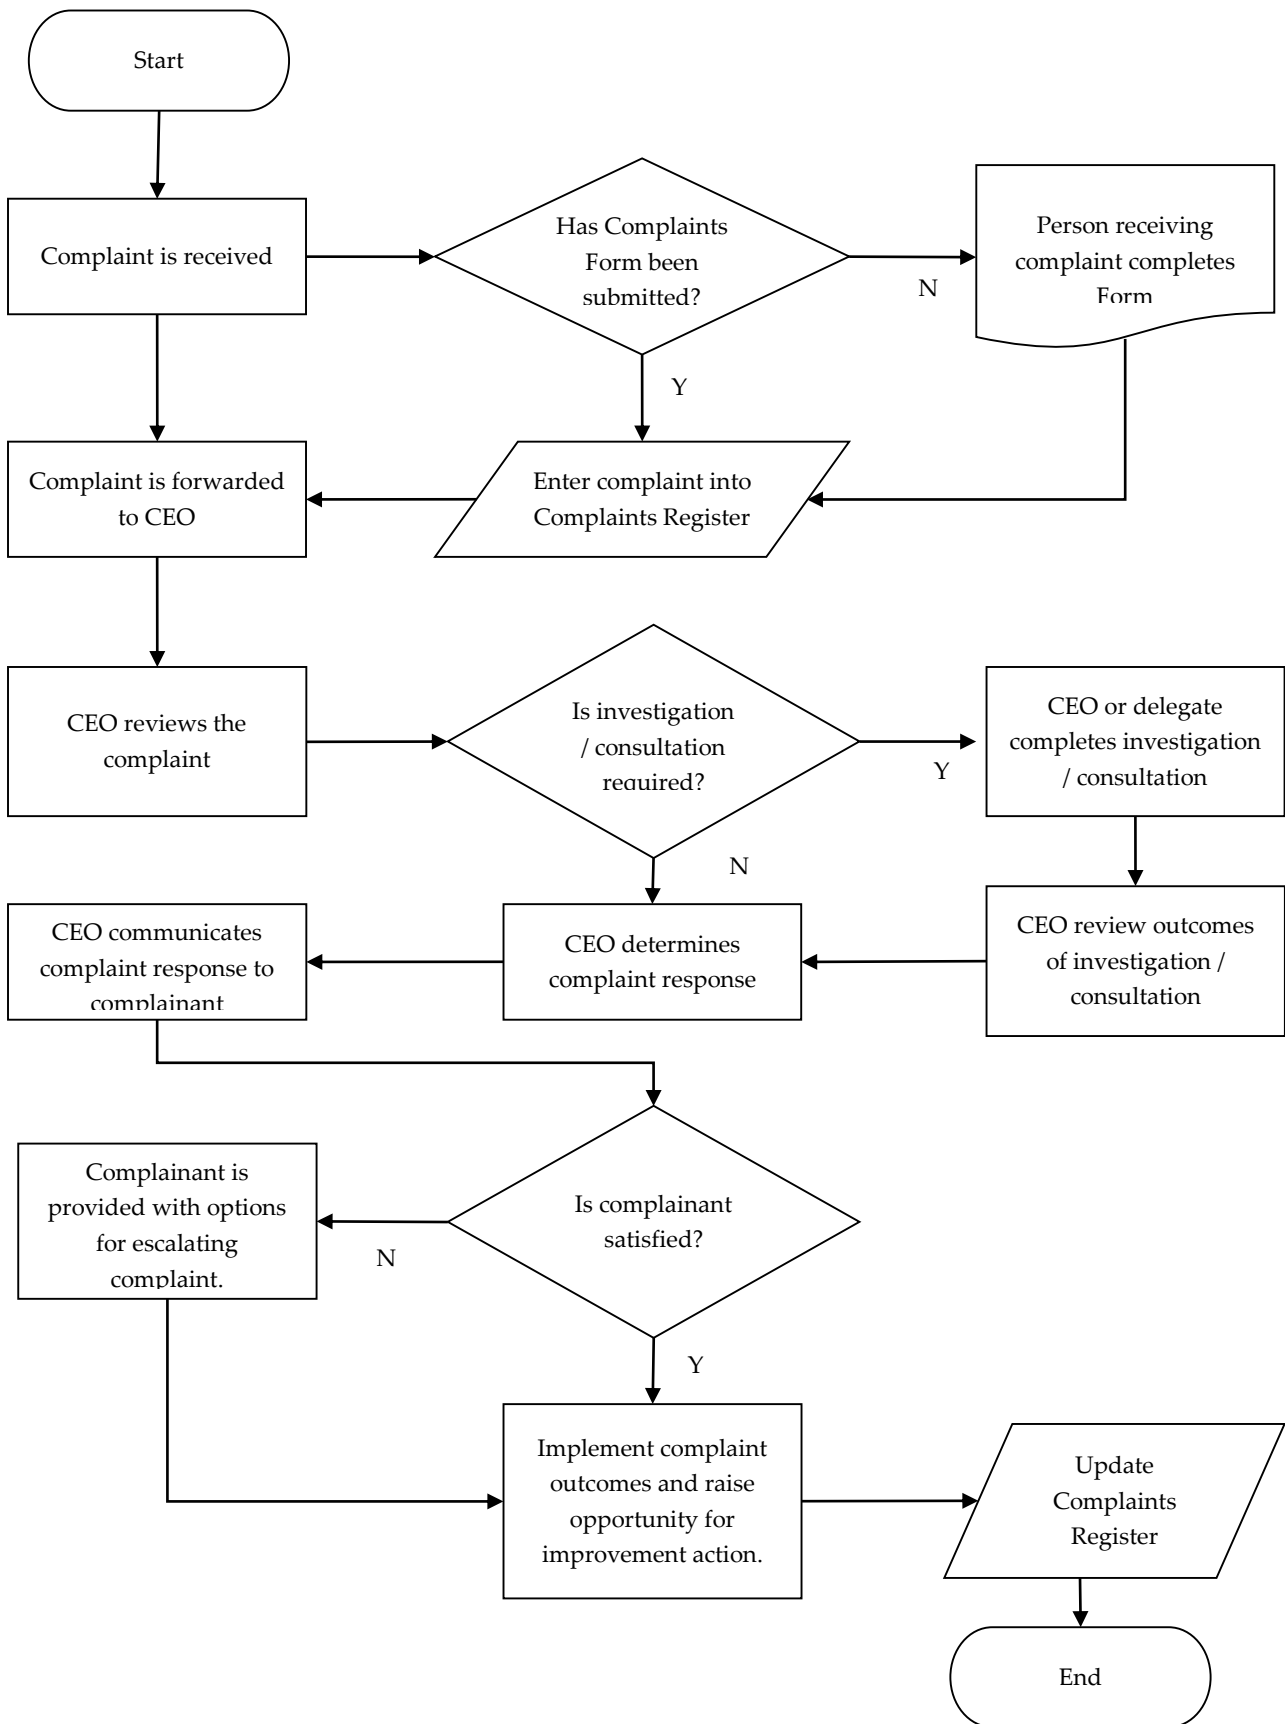 Start
Complaint is received
Has Complaints
Form been
submitted?
N
Person receiving
complaint completes
Form
Y
Complaint is forwarded
to CEO
Enter complaint into
Complaints Register
CEO reviews the
complaint
Is investigation
/ consultation
required?
Y
CEO or delegate
completes investigation
/ consultation
N
CEO communicates
complaint response to
complainant
CEO determines
complaint response
CEO review outcomes
of investigation /
consultation
Complainant is
provided with options
for escalating
complaint.
N
Is complainant
satisfied?
Y
Implement complaint
outcomes and raise
opportunity for
improvement action.
Update
Complaints
Register
End